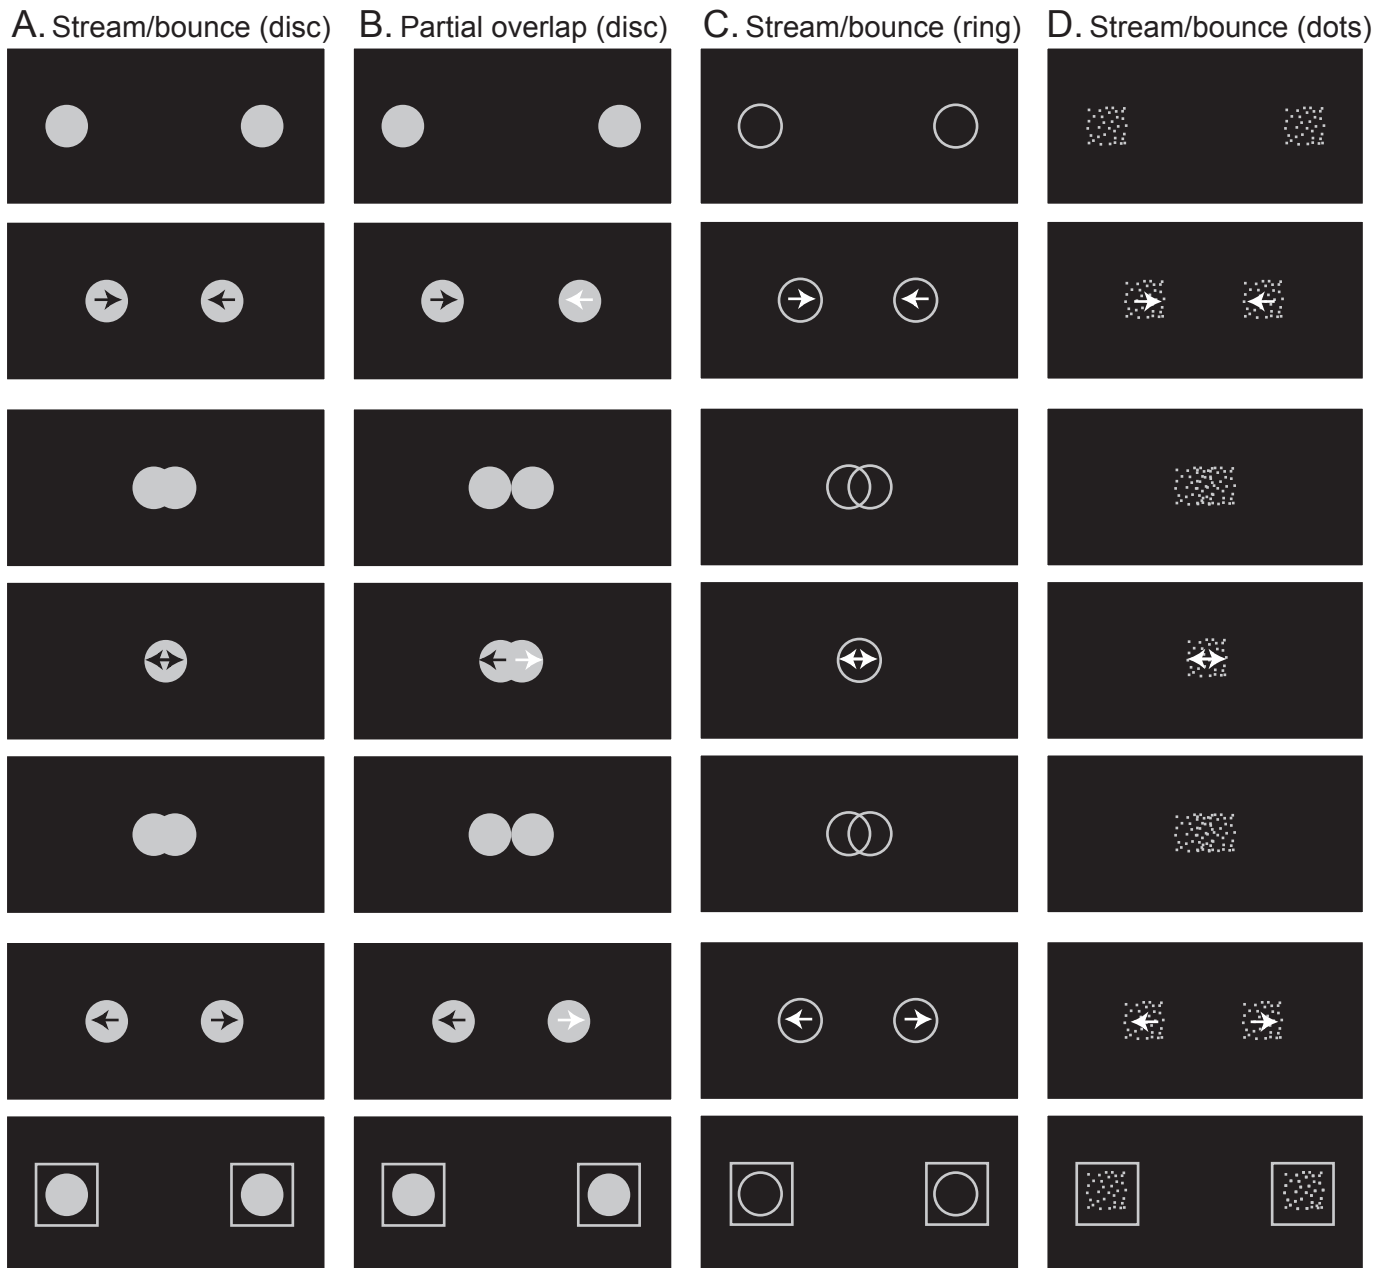 A. Stream/bounce (disc)
B. Partial overlap (disc)
C. Stream/bounce (ring)
D. Stream/bounce (dots)